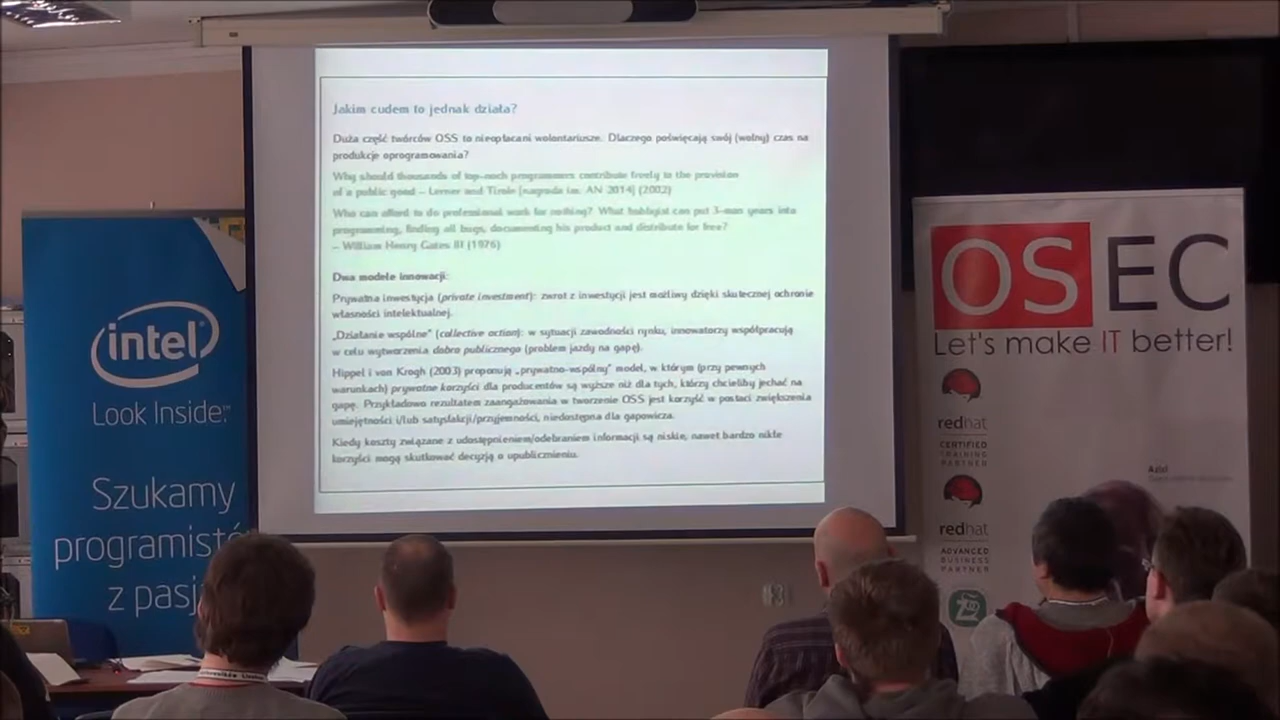 Jakim cudem to jednak działa?
Duża część twórców OSS to nieopłacani wolontariusze. Dlaczego poświęcają swój (wolny) czas na
produkcje oprogramowania?
Why should thousands of top-noch programmers contribute freely to the provision
of a public good – Lerner and Tirole [nagroda im. AN 2014] (2002)
Who can afford to do professional work for nothing? What hobbyist can put 3-man years into
programming, finding all bugs, documenting his product and distribute for free?
– William Henry Gates III (1976)
Dwa modele innowacji:
Prywatna inwestycja (private investment): zwrot z inwestycji jest możliwy dzięki skutecznej ochronie
własności intelektualnej.
„Działanie wspólne" (collective action): w sytuacji zawodności rynku, innowatorzy współpracują
w celu wytworzenia dobra publicznego (problem jazdy na gapę).
Hippel i von Krogh (2003) proponują „prywatno-wspólny" model, w którym (przy pewnych
warunkach) prywatne korzyści dla producentów są wyższe niż dla tych, którzy chcieliby jechać na
gapę. Przykładowo rezultatem zaangażowania w tworzenie OSS jest korzyść w postaci zwiększenia
umiejętności i/lub satysfakcji/przyjemności, niedostępna dla gapowicza.
Kiedy koszty związane z udostępnieniem/odebraniem informacji są niskie, nawet bardzo nikłe
korzyści mogą skutkować decyzją o upublicznieniu.
intel
Look Inside.
Szukamy
programistó
z pasj
OSEC
Let's make IT better!
redhat
CERTIFIED
TRAINING
PARTNER
redhat
ADVANCED
BUSINESS
PARTNER